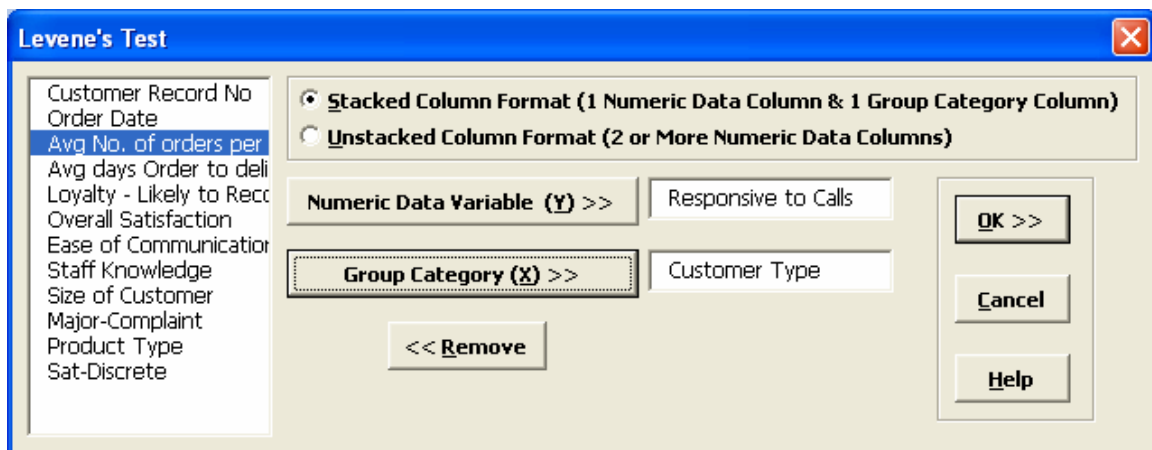 Levene's Test
Customer Record No
Order Date
Avg No. of orders per
Avg days Order to deli
Loyalty - Likely to Reco
Overall Satisfaction
Ease of Communication
Staff Knowledge
Size of Customer
Major-Complaint
Product Type
Sat-Discrete
Stacked Column Format (1 Numeric Data Column & 1 Group Category Column)
Unstacked Column Format (2 or More Numeric Data Columns)
Numeric Data Variable (Y) >>
Responsive to Calls
Group Category (X) >>
Customer Type
<< Remove
OK >>
Cancel
Help